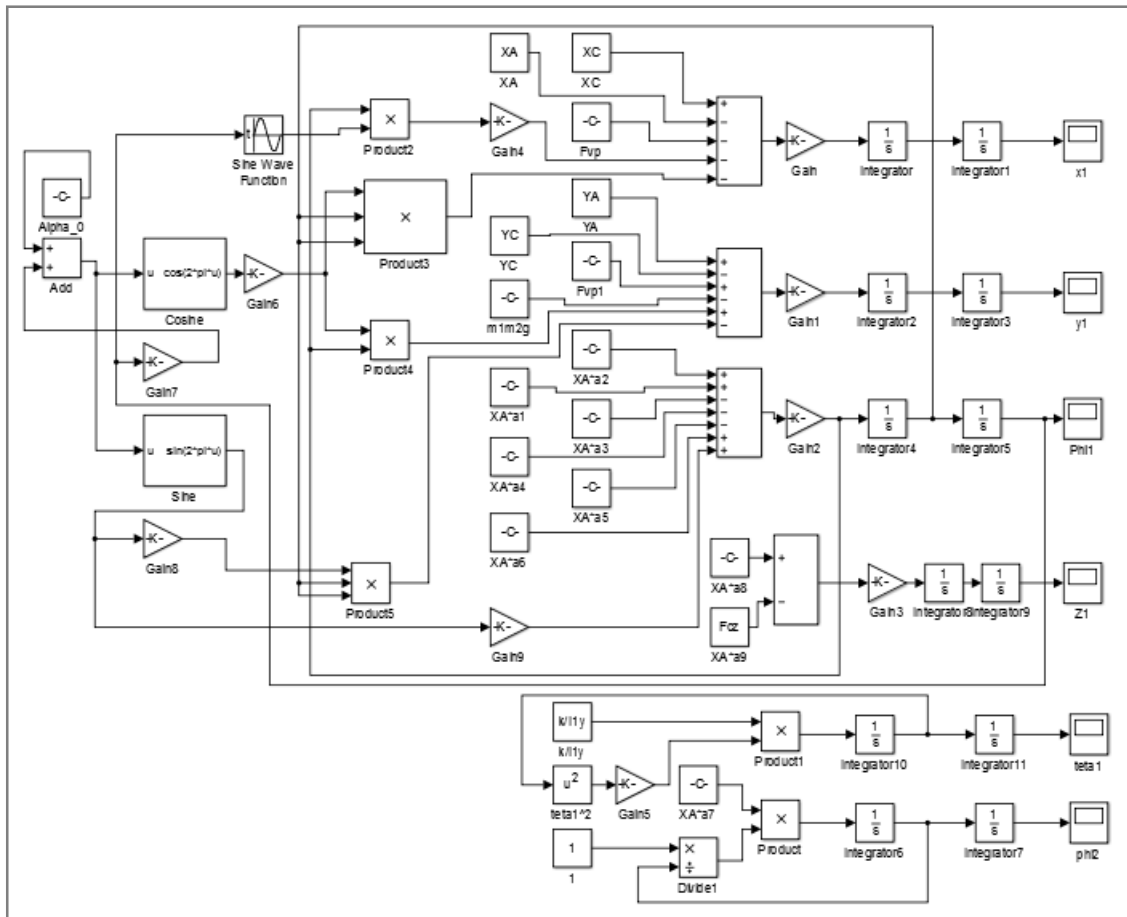 XA
XA
XC
XC
-C-
Fvp
×
Product2
-K-
Gain4
t
Sine Wave
Function
+
−
−
−
−
-K-
Gain
1
s
Integrator
1
s
Integrator1
x1
-C-
Alpha_0
+
+
Add
u cos(2*pi*u)
Cosine
-K-
Gain6
×
Product3
YA
YA
YC
YC
-C-
Fvp1
-C-
m1m2g
+
−
+
−
+
−
-K-
Gain1
1
s
Integrator2
1
s
Integrator3
y1
-K-
Gain7
×
Product4
-C-
XA*a2
-C-
XA*a1
-C-
XA*a3
-C-
XA*a4
-C-
XA*a5
-C-
XA*a6
+
+
−
−
−
+
+
-K-
Gain2
1
s
Integrator4
1
s
Integrator5
Phi1
u sin(2*pi*u)
Sine
-K-
Gain8
×
Product5
-K-
Gain9
-C-
XA*a8
Fcz
XA*a9
+
−
-K-
Gain3
1
s
Integrator8
1
s
Integrator9
Z1
k/I1y
k/I1y
×
Product1
1
s
Integrator10
1
s
Integrator11
teta1
u2
teta1^2
-K-
Gain5
-C-
XA*a7
×
Product
1
s
Integrator6
1
s
Integrator7
phi2
1
1
×
÷
Divide1